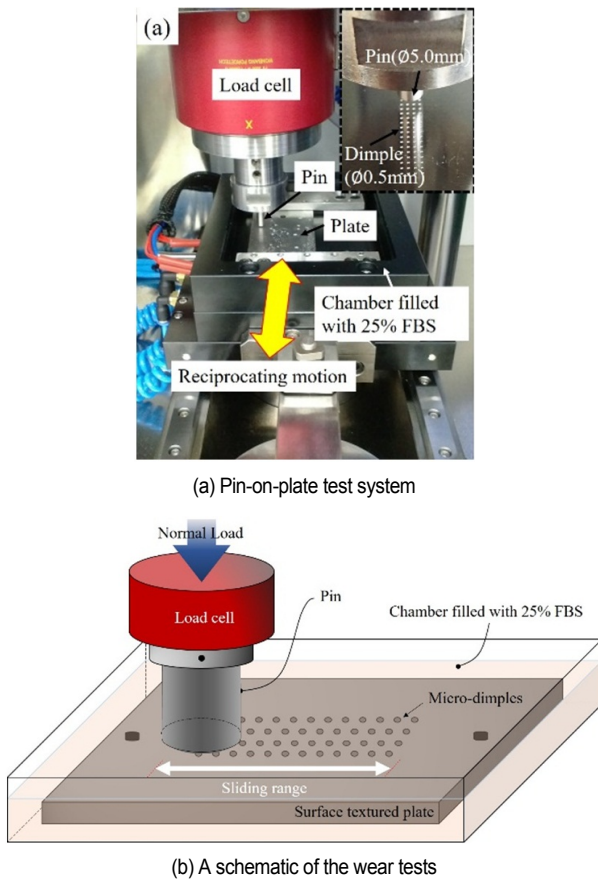 (a)
Pin(Ø5.0mm)
Load cell
X
Dimple
(Ø0.5mm)
Pin
Plate
Chamber filled
with 25% FBS
Reciprocating motion
(a) Pin-on-plate test system
Normal Load
Pin
Chamber filled with 25% FBS
Load cell
Micro-dimples
Sliding range
Surface textured plate
(b) A schematic of the wear tests